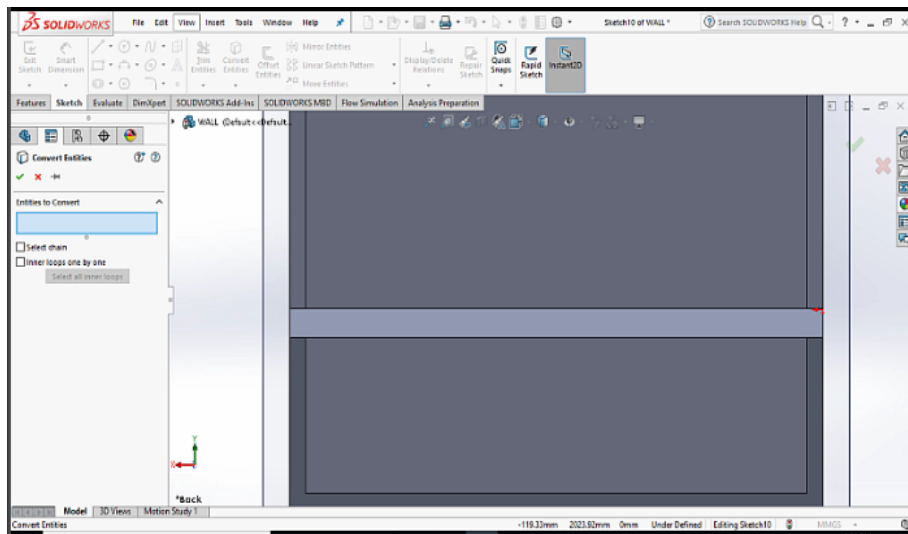 SOLIDWORKS File Edit View Insert Tools Window Help Sketch10 of WALL * Search SOLIDWORKS Help
Exit Sketch
Smart Dimension
Trim Entities
Convert Entities
Offset Entities
Mirror Entities
Linear Sketch Pattern
Move Entities
Display/Delete Relations
Repair Sketch
Quick Snaps
Rapid Sketch
Instant2D
Features Sketch Evaluate DimXpert SOLIDWORKS Add-Ins SOLIDWORKS MBD Flow Simulation Analysis Preparation
WALL (Default<<Default...
Convert Entities
Entities to Convert
Select chain
Inner loops one by one
Select all inner loops
Y
X
*Back
Model 3D Views Motion Study 1
Convert Entities -119.33mm 2023.92mm 0mm Under Defined Editing Sketch10 MMGS